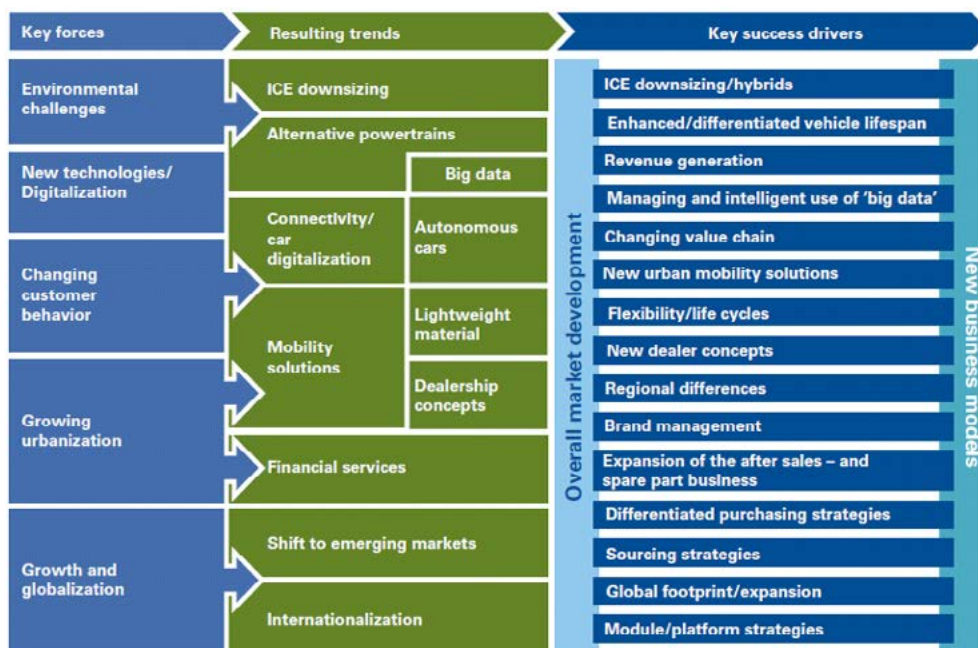 Key forces
Resulting trends
Key success drivers
Environmental
challenges
New technologies/
Digitalization
Changing
customer
behavior
Growing
urbanization
Growth and
globalization
ICE downsizing
Alternative powertrains
Big data
Connectivity/
car
digitalization
Autonomous
cars
Mobility
solutions
Lightweight
material
Dealership
concepts
Financial services
Shift to emerging markets
Internationalization
Overall market development
ICE downsizing/hybrids
Enhanced/differentiated vehicle lifespan
Revenue generation
Managing and intelligent use of ‘big data’
Changing value chain
New urban mobility solutions
Flexibility/life cycles
New dealer concepts
Regional differences
Brand management
Expansion of the after sales – and
spare part business
Differentiated purchasing strategies
Sourcing strategies
Global footprint/expansion
Module/platform strategies
New business models